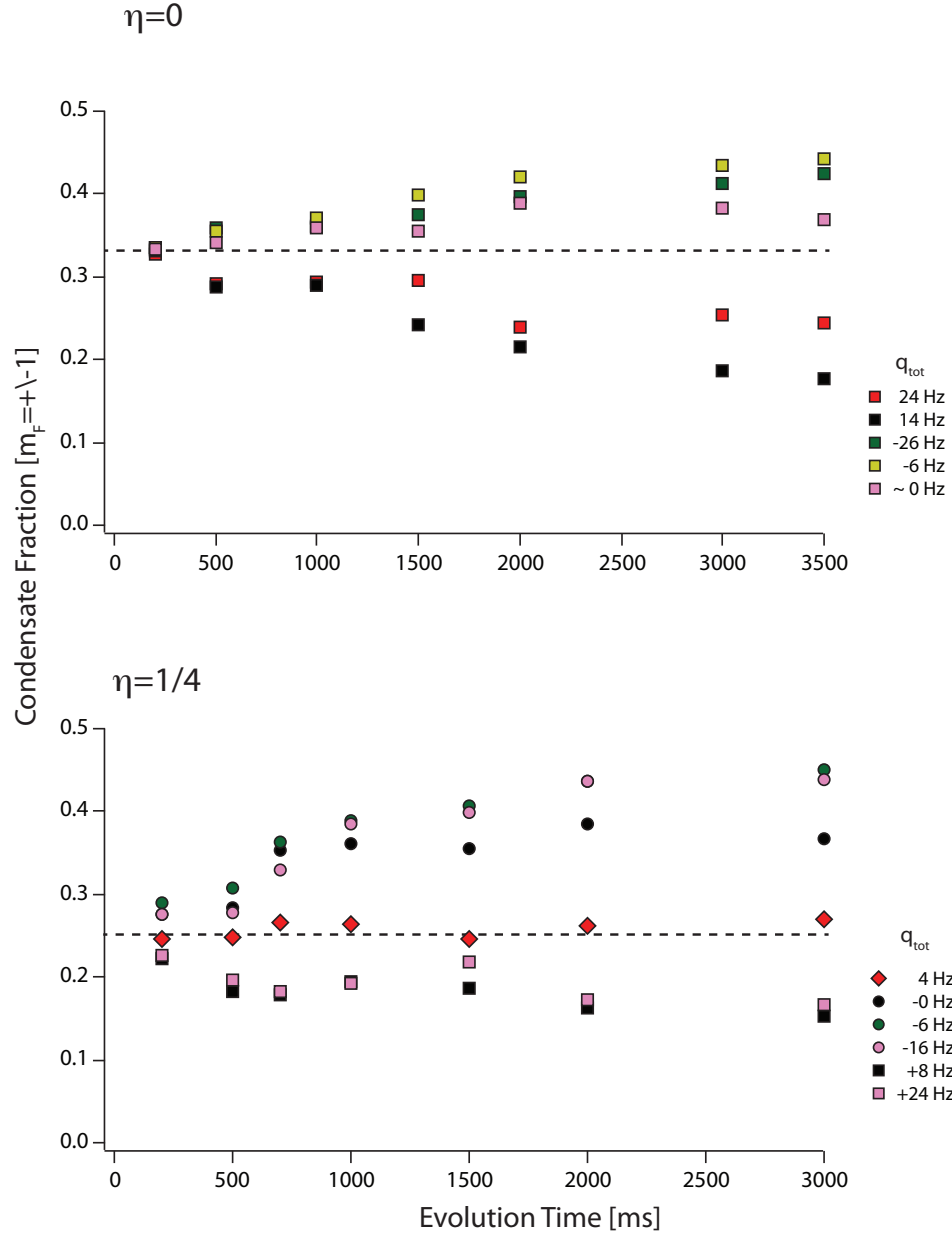 η=0
0.5
0.4
0.3
0.2
0.1
0.0
0 500 1000 1500 2000 2500 3000 3500
q_tot
24 Hz
14 Hz
-26 Hz
-6 Hz
~ 0 Hz
Condensate Fraction [m_F =+\-1]
η=1/4
0.5
0.4
0.3
0.2
0.1
0.0
0 500 1000 1500 2000 2500 3000
q_tot
4 Hz
-0 Hz
-6 Hz
-16 Hz
+8 Hz
+24 Hz
Evolution Time [ms]